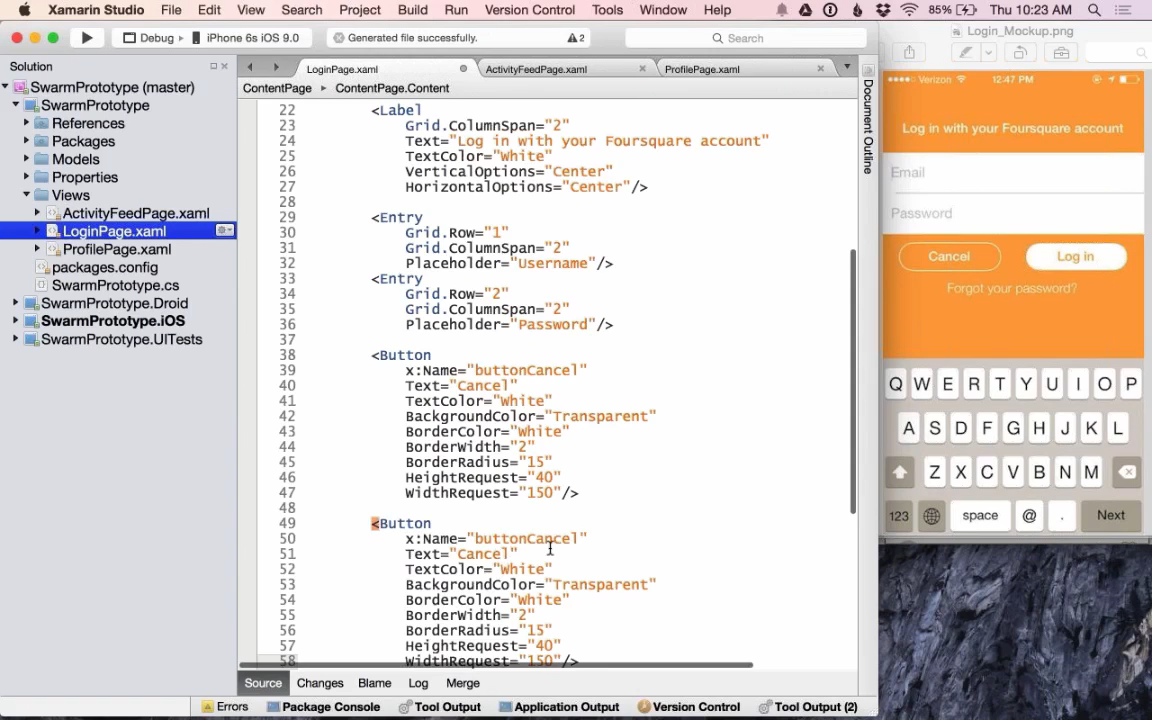 Xamarin Studio File Edit View Search Project Build Run Version Control Tools Window Help 85% Thu 10:23 AM
Debug iPhone 6s iOS 9.0 Generated file successfully. 2 Search
Login_Mockup.png
Solution
LoginPage.xaml ActivityFeedPage.xaml ProfilePage.xaml
ContentPage ContentPage.Content
Document Outline
SwarmPrototype (master)
SwarmPrototype
References
Packages
Models
Properties
Views
ActivityFeedPage.xaml
LoginPage.xaml
ProfilePage.xaml
packages.config
SwarmPrototype.cs
SwarmPrototype.Droid
SwarmPrototype.iOS
SwarmPrototype.UITests
22 <Label
23 Grid.ColumnSpan="2"
24 Text="Log in with your Foursquare account"
25 TextColor="White"
26 VerticalOptions="Center"
27 HorizontalOptions="Center"/>
28
29 <Entry
30 Grid.Row="1"
31 Grid.ColumnSpan="2"
32 Placeholder="Username"/>
33 <Entry
34 Grid.Row="2"
35 Grid.ColumnSpan="2"
36 Placeholder="Password"/>
37
38 <Button
39 x:Name="buttonCancel"
40 Text="Cancel"
41 TextColor="White"
42 BackgroundColor="Transparent"
43 BorderColor="White"
44 BorderWidth="2"
45 BorderRadius="15"
46 HeightRequest="40"
47 WidthRequest="150"/>
48
49 <Button
50 x:Name="buttonCancel"
51 Text="Cancel"
52 TextColor="White"
53 BackgroundColor="Transparent"
54 BorderColor="White"
55 BorderWidth="2"
56 BorderRadius="15"
57 HeightRequest="40"
58 WidthRequest="150"/>
Source Changes Blame Log Merge
Errors Package Console Tool Output Application Output Version Control Tool Output (2)
Verizon 12:47 PM
Log in with your Foursquare account
Email
Password
Cancel Log in
Forgot your password?
Q W E R T Y U I O P
A S D F G H J K L
Z X C V B N M
123 space @ . Next